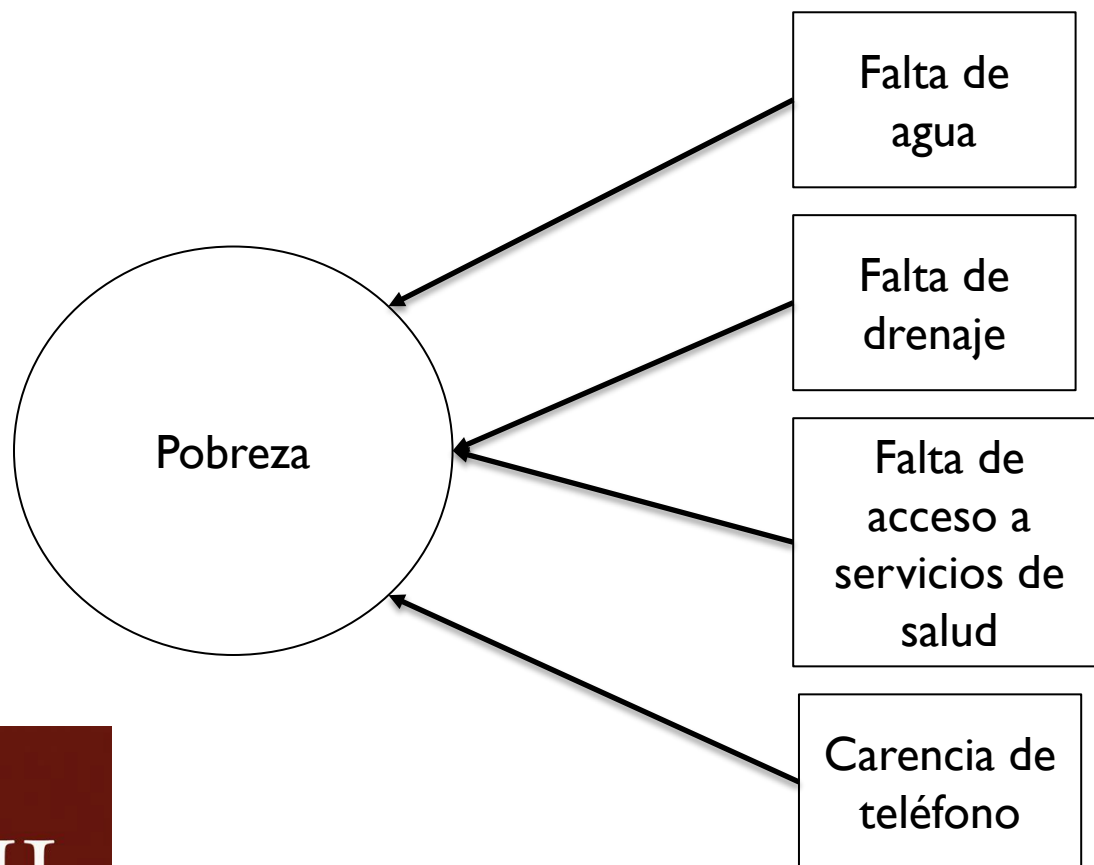 Falta de
agua
Falta de
drenaje
Pobreza
Falta de
acceso a
servicios de
salud
Carencia de
teléfono